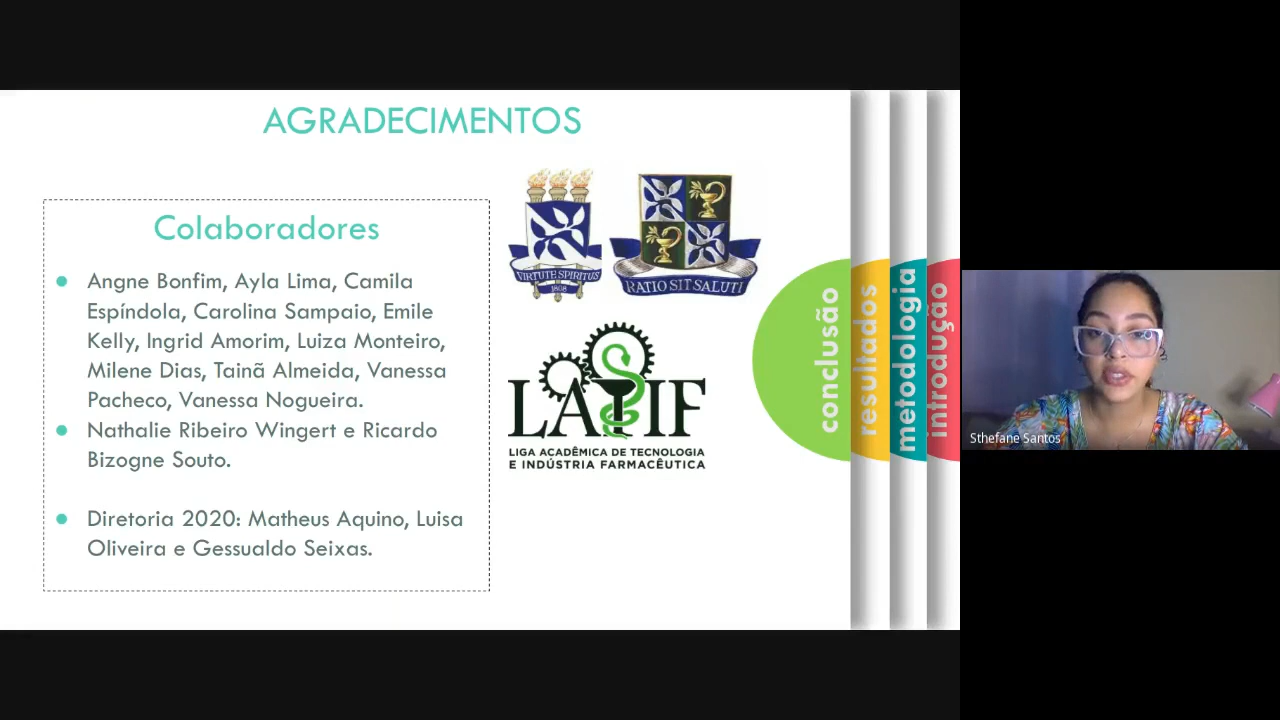 AGRADECIMENTOS
Colaboradores
Angne Bonfim, Ayla Lima, Camila
Espíndola, Carolina Sampaio, Emile
Kelly, Ingrid Amorim, Luiza Monteiro,
Milene Dias, Tainã Almeida, Vanessa
Pacheco, Vanessa Nogueira.
Nathalie Ribeiro Wingert e Ricardo
Bizogne Souto.
Diretoria 2020: Matheus Aquino, Luisa
Oliveira e Gessualdo Seixas.
VIRTUTE SPIRITUS
1808
RATIO SIT SALUTI
LATIF
LIGA ACADÊMICA DE TECNOLOGIA
E INDÚSTRIA FARMACÊUTICA
conclusão
resultados
metodologia
introdução
Sthefane Santos